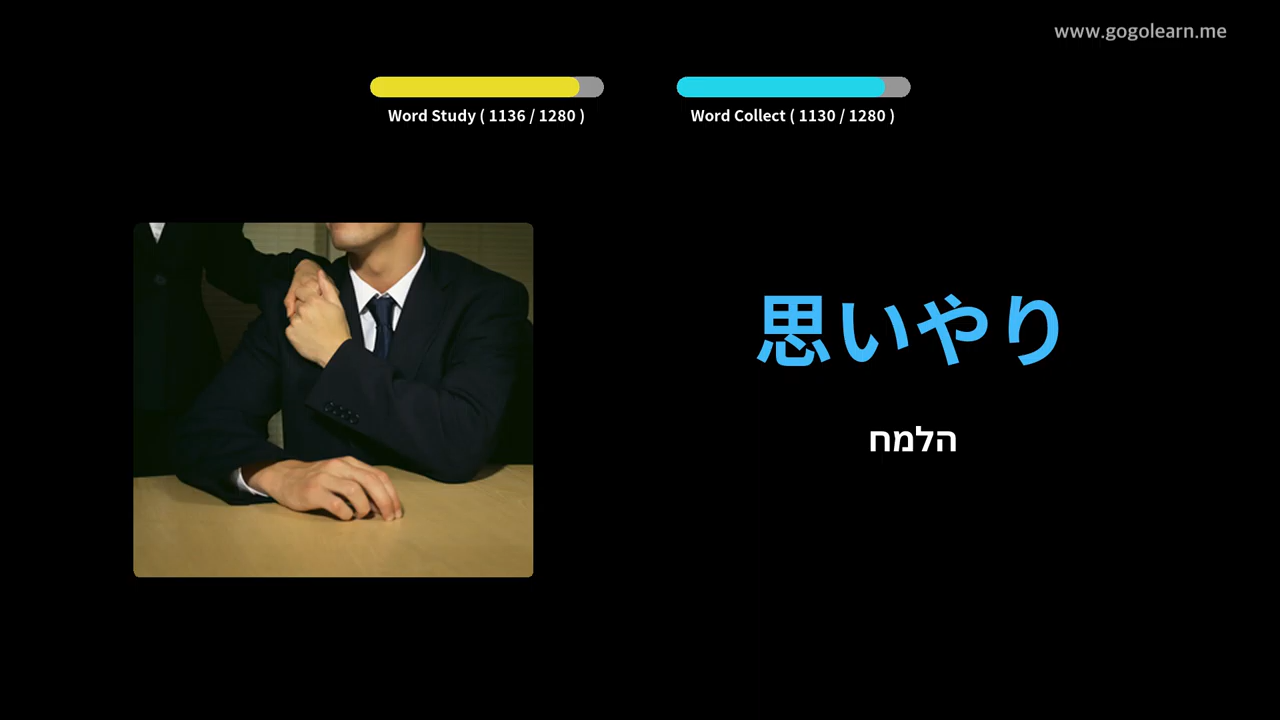 www.gogolearn.me
Word Study ( 1136 / 1280 )
Word Collect ( 1130 / 1280 )
思いやり
הלמח